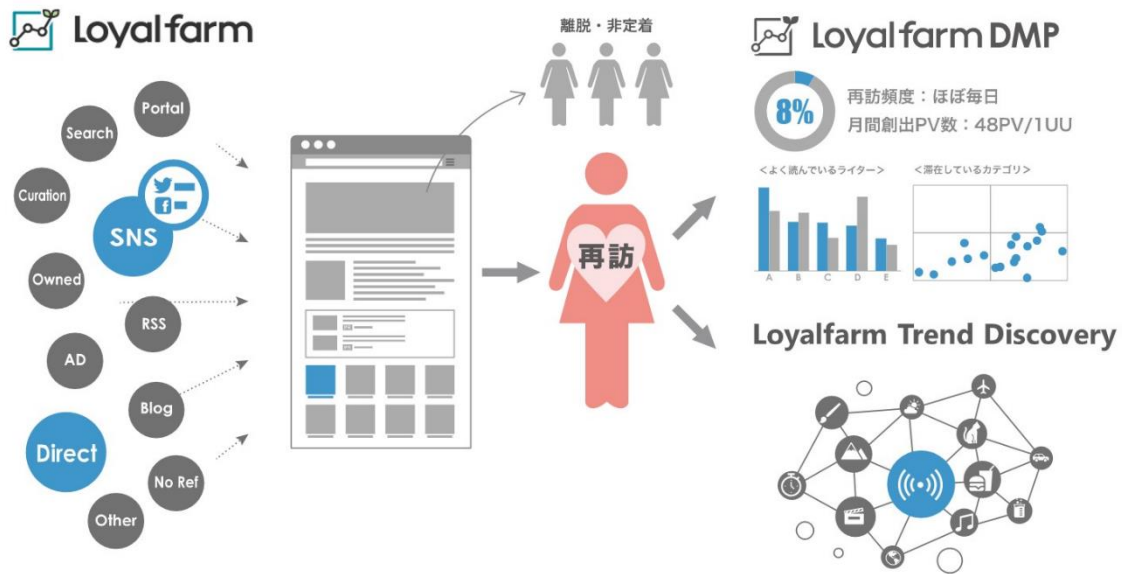 Loyalfarm
Portal
Search
Curation
SNS
Owned
RSS
AD
Blog
Direct
No Ref
Other
離脱・非定着
再訪
Loyalfarm DMP
8%
再訪頻度：ほぼ毎日
月間創出PV数：48PV/1UU
＜よく読んでいるライター＞
＜滞在しているカテゴリ＞
A B C D E
Loyalfarm Trend Discovery